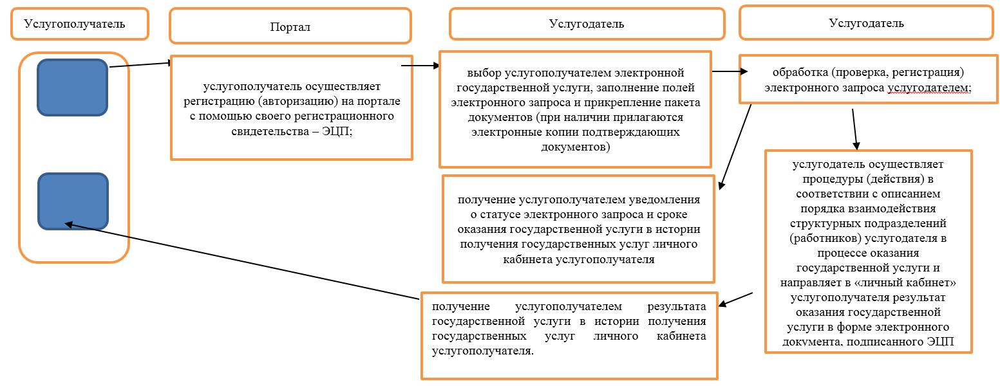 Услугополучатель
Портал
Услугодатель
Услугодатель
услугополучатель осуществляет
регистрацию (авторизацию) на портале
с помощью своего регистрационного
свидетельства – ЭЦП;
выбор услугополучателем электронной
государственной услуги, заполнение полей
электронного запроса и прикрепление пакета
документов (при наличии прилагаются
электронные копии подтверждающих
документов)
обработка (проверка, регистрация)
электронного запроса услугодателем;
получение услугополучателем уведомления
о статусе электронного запроса и сроке
оказания государственной услуги в истории
получения государственных услуг личного
кабинета услугополучателя
услугодатель осуществляет
процедуры (действия) в
соответствии с описанием
порядка взаимодействия
структурных подразделений
(работников) услугодателя в
процессе оказания
государственной услуги и
направляет в «личный кабинет»
услугополучателя результат
оказания государственной
услуги в форме электронного
документа, подписанного ЭЦП
получение услугополучателем результата
государственной услуги в истории получения
государственных услуг личного кабинета
услугополучателя.